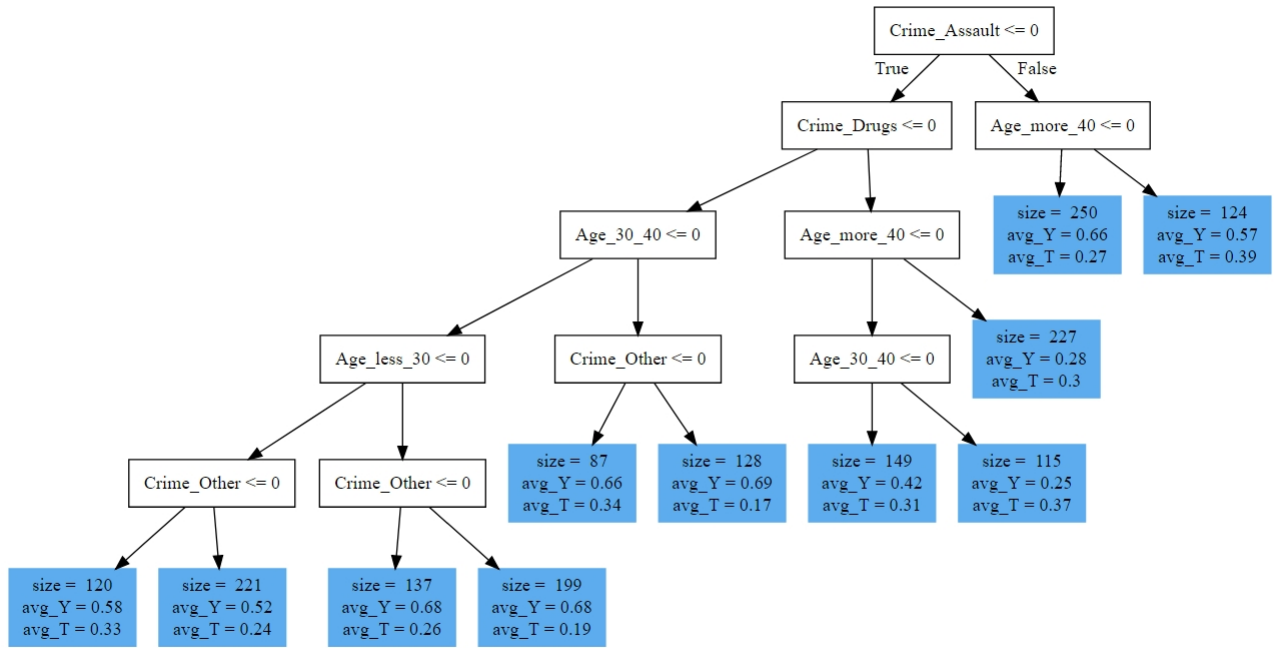 Crime_Assault <= 0
True
False
Crime_Drugs <= 0
Age_more_40 <= 0
Age_30_40 <= 0
Age_more_40 <= 0
size = 250
avg_Y = 0.66
avg_T = 0.27
size = 124
avg_Y = 0.57
avg_T = 0.39
Age_less_30 <= 0
Crime_Other <= 0
Age_30_40 <= 0
size = 227
avg_Y = 0.28
avg_T = 0.3
Crime_Other <= 0
Crime_Other <= 0
size = 87
avg_Y = 0.66
avg_T = 0.34
size = 128
avg_Y = 0.69
avg_T = 0.17
size = 149
avg_Y = 0.42
avg_T = 0.31
size = 115
avg_Y = 0.25
avg_T = 0.37
size = 120
avg_Y = 0.58
avg_T = 0.33
size = 221
avg_Y = 0.52
avg_T = 0.24
size = 137
avg_Y = 0.68
avg_T = 0.26
size = 199
avg_Y = 0.68
avg_T = 0.19